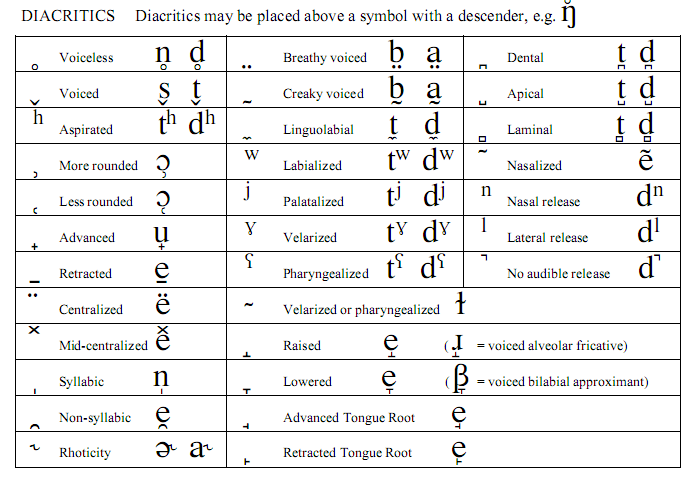 DIACRITICS Diacritics may be placed above a symbol with a descender, e.g. ŋ̊
◌̥ Voiceless n̥ d̥ ◌̤ Breathy voiced b̤ a̤ ◌̪ Dental t̪ d̪
◌̬ Voiced s̬ t̬ ◌̰ Creaky voiced b̰ a̰ ◌̺ Apical t̺ d̺
ʰ Aspirated tʰ dʰ ◌̼ Linguolabial t̼ d̼ ◌̻ Laminal t̻ d̻
◌̹ More rounded ɔ̹ ʷ Labialized tʷ dʷ ◌̃ Nasalized ẽ
◌̜ Less rounded ɔ̜ ʲ Palatalized tʲ dʲ ⁿ Nasal release dⁿ
◌̟ Advanced u̟ ˠ Velarized tˠ dˠ ˡ Lateral release dˡ
◌̠ Retracted e̠ ˤ Pharyngealized tˤ dˤ ◌̚ No audible release d̚
◌̈ Centralized ë ◌̴ Velarized or pharyngealized ɫ
◌̽ Mid-centralized e̽ ◌̝ Raised e̝ (ɹ̝ = voiced alveolar fricative)
◌̩ Syllabic n̩ ◌̞ Lowered e̞ (β̞ = voiced bilabial approximant)
◌̯ Non-syllabic e̯ ◌̘ Advanced Tongue Root e̘
˞ Rhoticity ɚ a˞ ◌̙ Retracted Tongue Root e̙